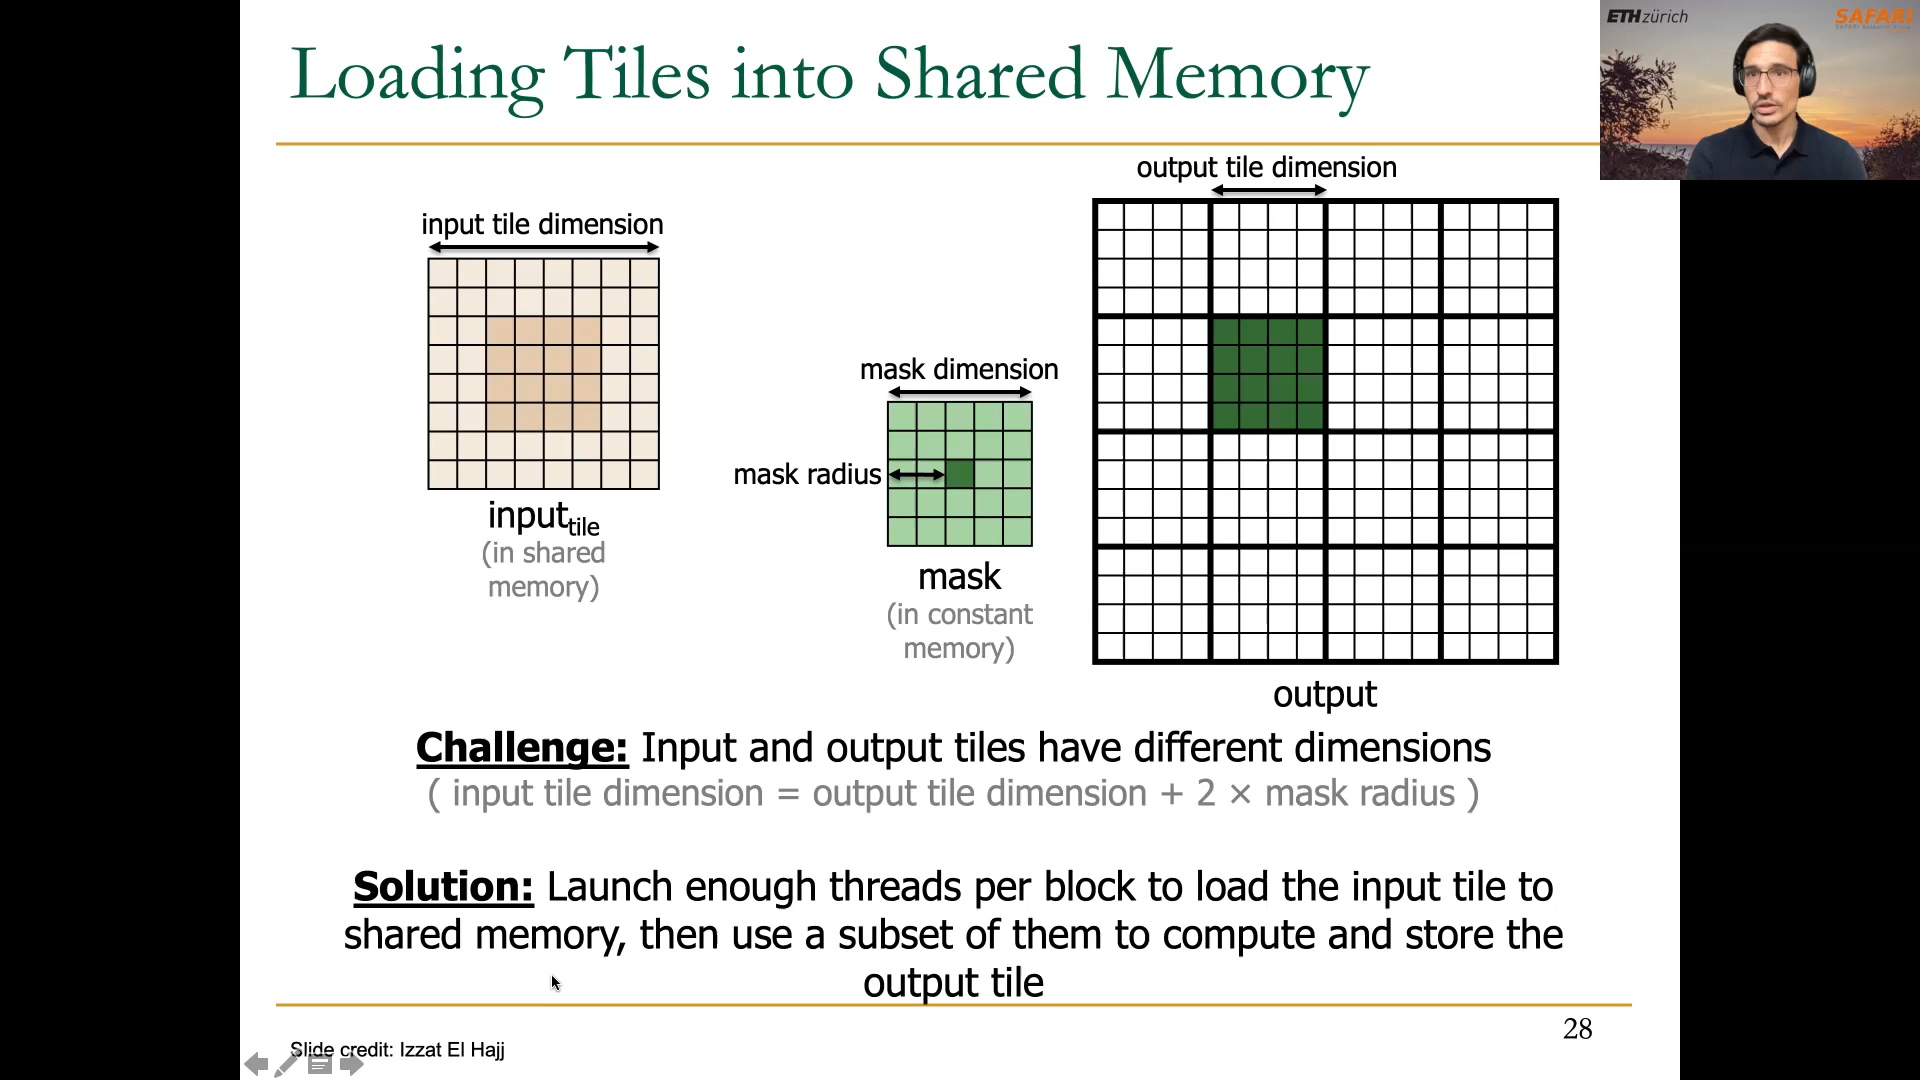 Loading Tiles into Shared Memory
ETH zürich
SAFARI
output tile dimension
input tile dimension
mask dimension
mask radius
input tile
(in shared
memory)
mask
(in constant
memory)
output
Challenge: Input and output tiles have different dimensions
( input tile dimension = output tile dimension + 2 × mask radius )
Solution: Launch enough threads per block to load the input tile to
shared memory, then use a subset of them to compute and store the
output tile
28
Slide credit: Izzat El Hajj